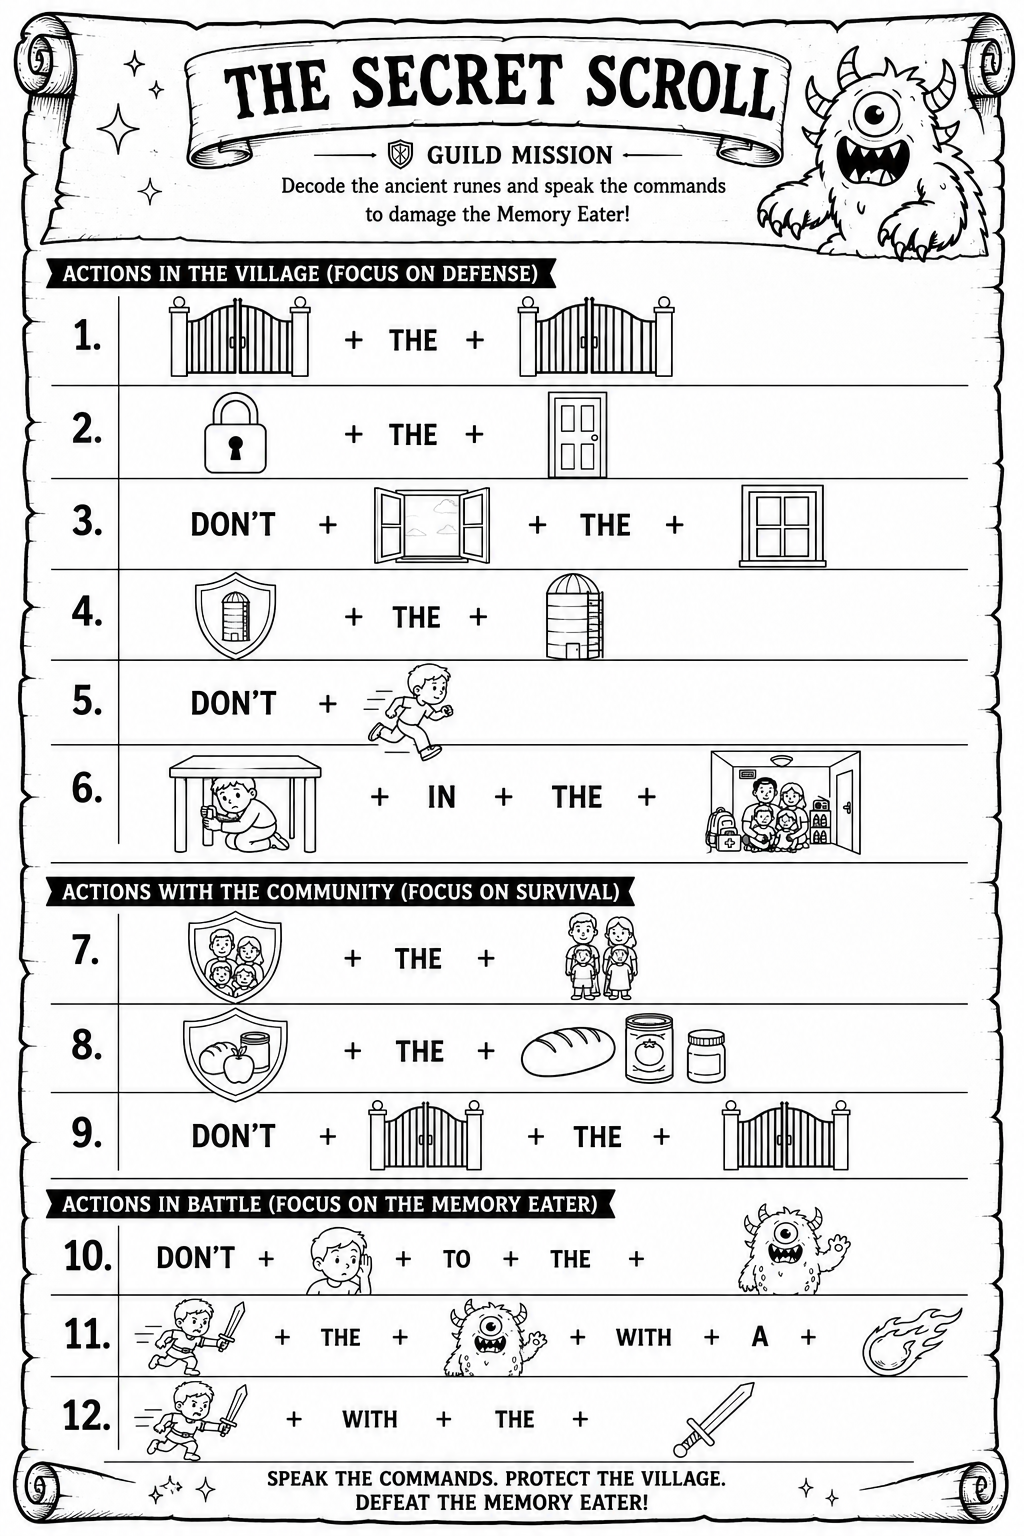 THE SECRET SCROLL
GUILD MISSION
Decode the ancient runes and speak the commands
to damage the Memory Eater!
ACTIONS IN THE VILLAGE (FOCUS ON DEFENSE)
1. + THE +
2. + THE +
3. DON'T + + THE +
4. + THE +
5. DON'T +
6. + IN + THE +
ACTIONS WITH THE COMMUNITY (FOCUS ON SURVIVAL)
7. + THE +
8. + THE +
9. DON'T + + THE +
ACTIONS IN BATTLE (FOCUS ON THE MEMORY EATER)
10. DON'T + + TO + THE +
11. + THE + + WITH + A +
12. + WITH + THE +
SPEAK THE COMMANDS. PROTECT THE VILLAGE.
DEFEAT THE MEMORY EATER!